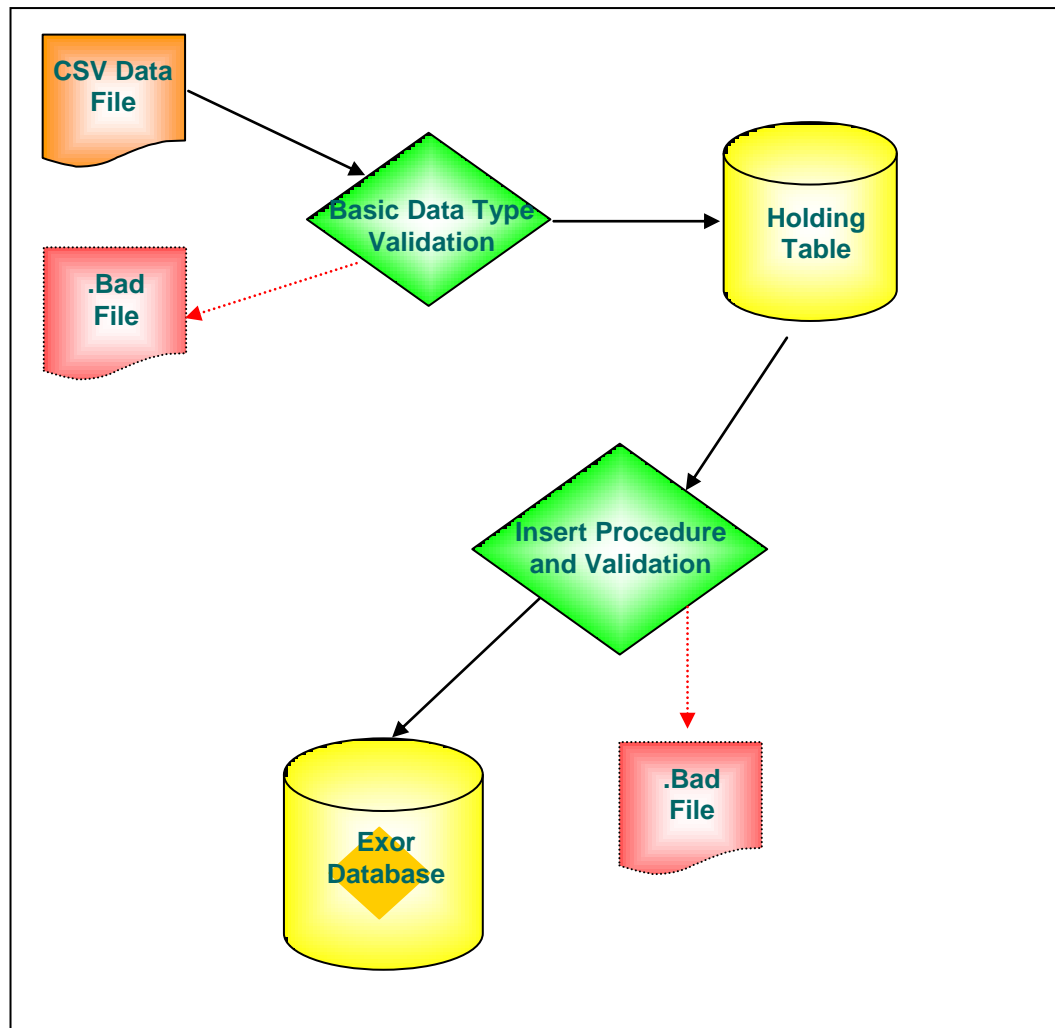 CSV Data
File
Basic Data Type
Validation
Holding
Table
.Bad
File
Insert Procedure
and Validation
Exor
Database
.Bad
File